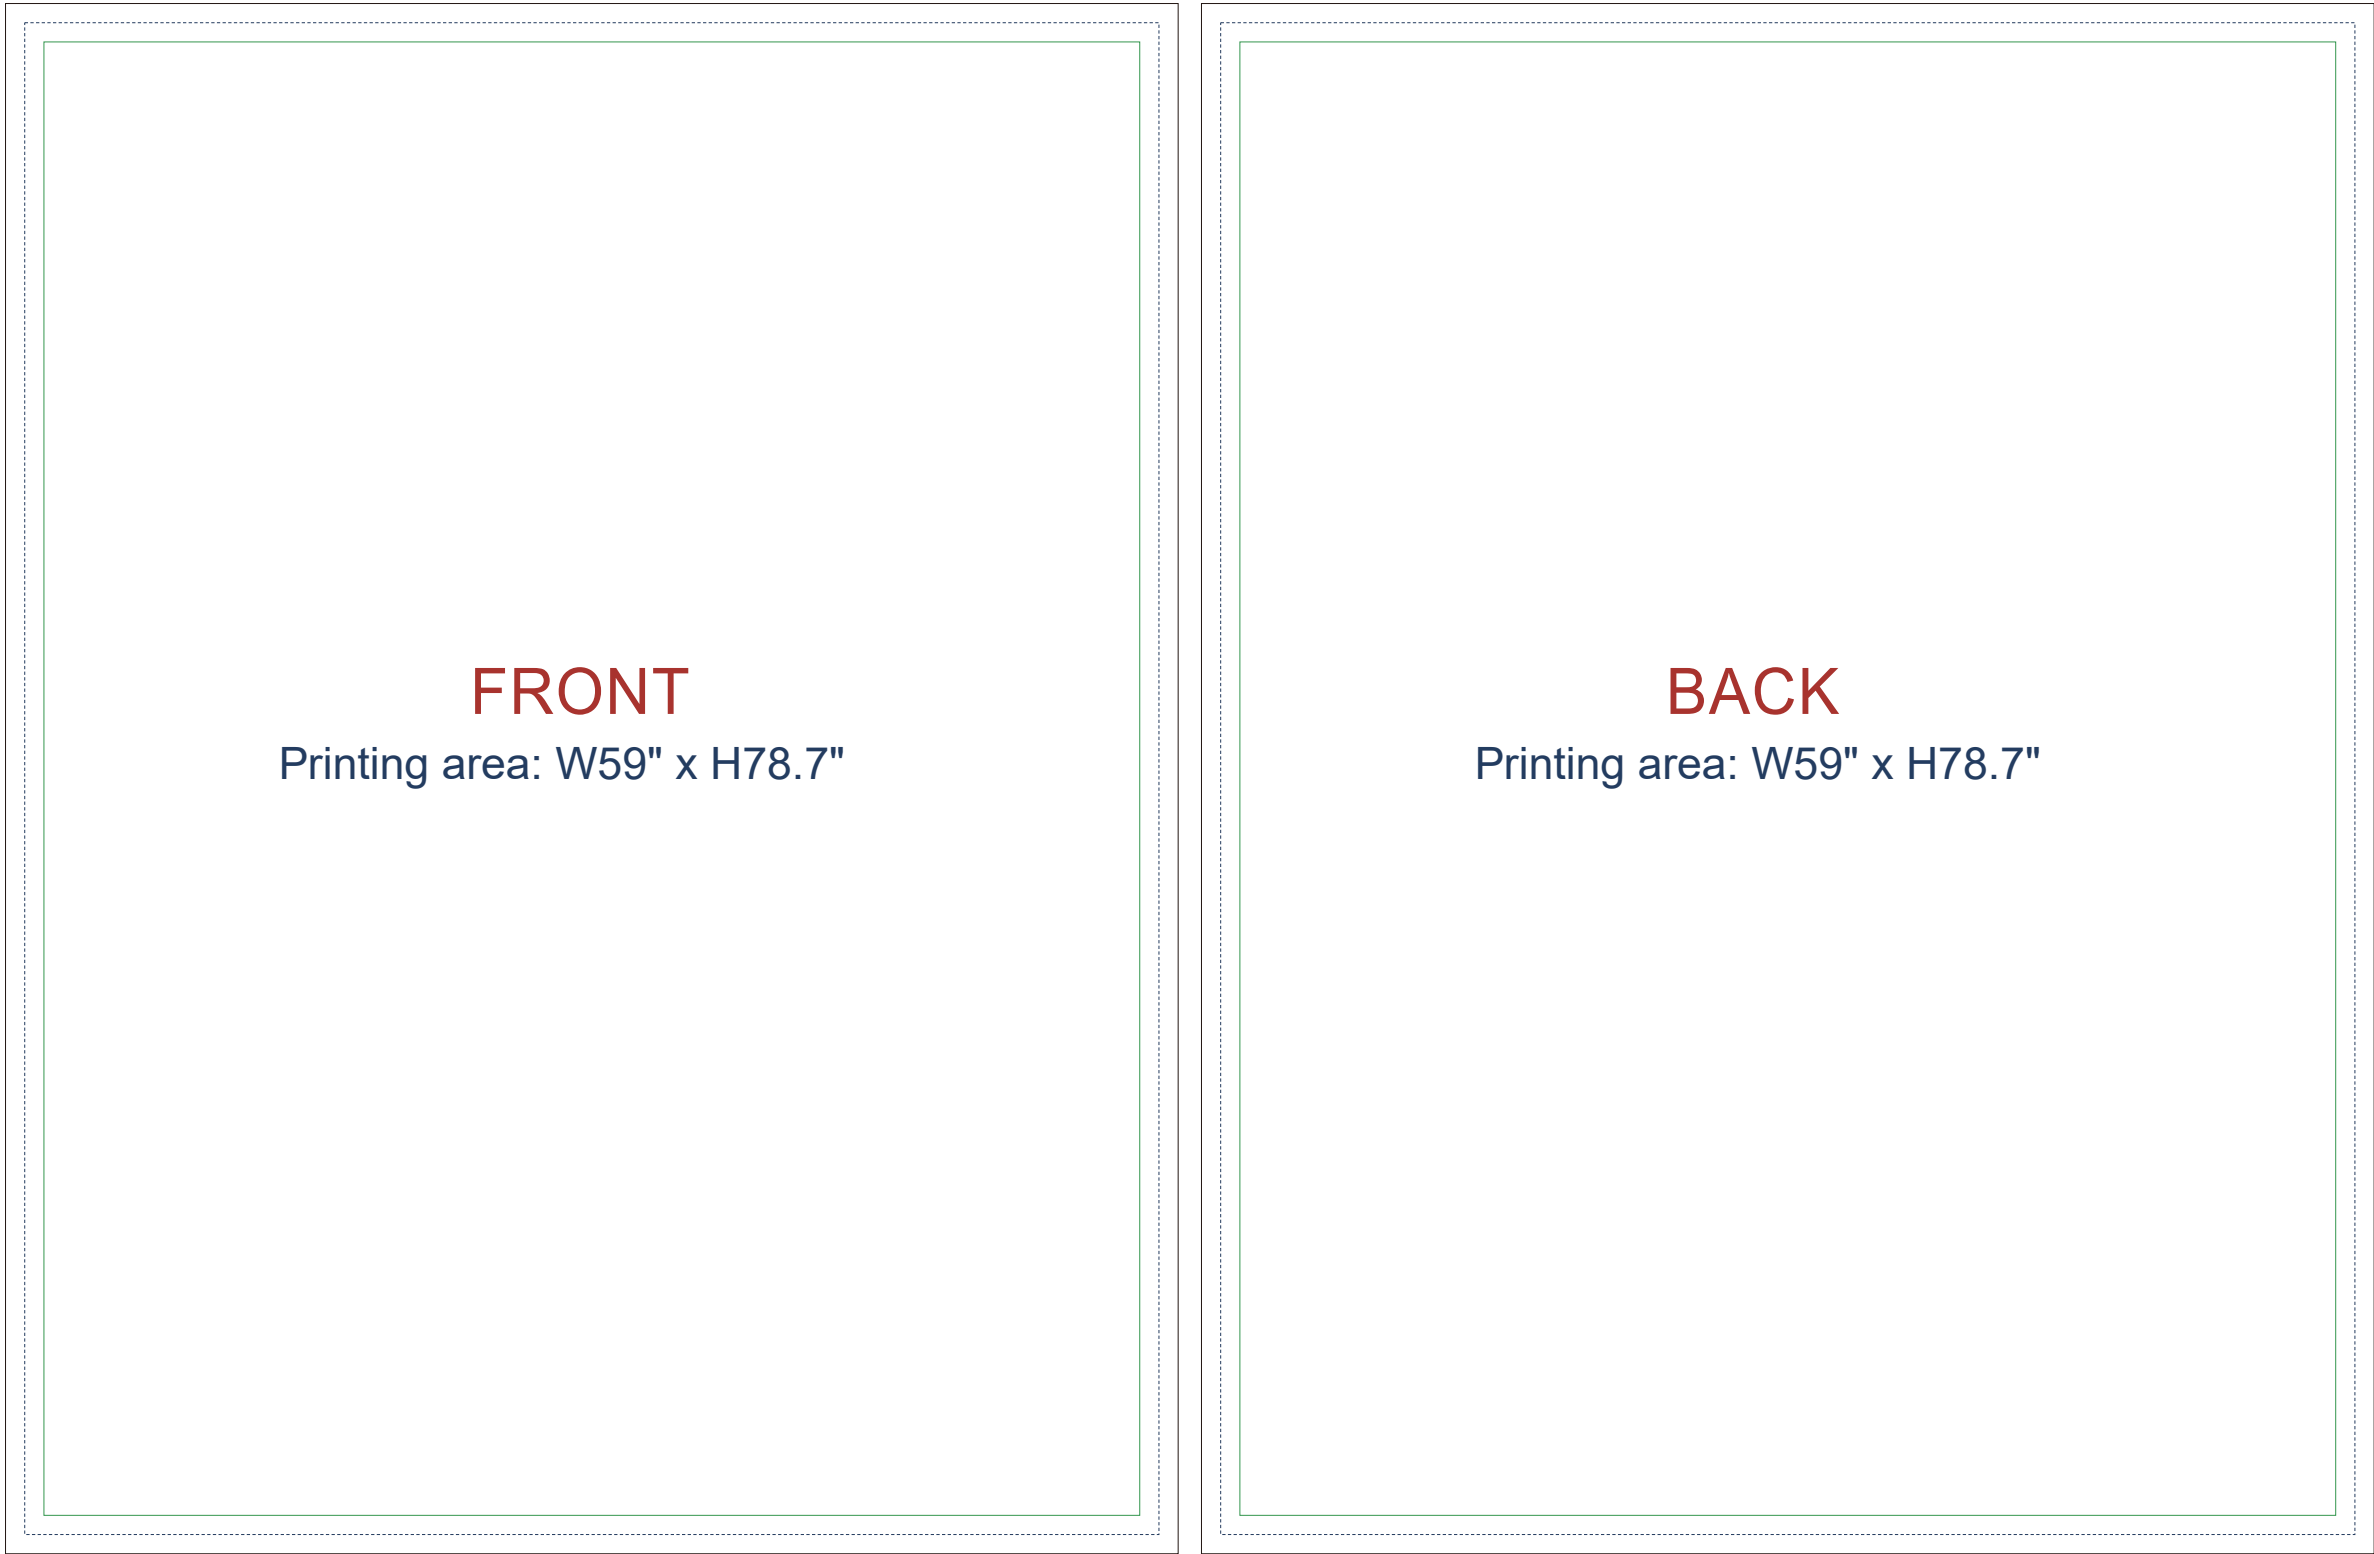 FRONT
Printing area: W59" x H78.7"
BACK
Printing area: W59" x H78.7"